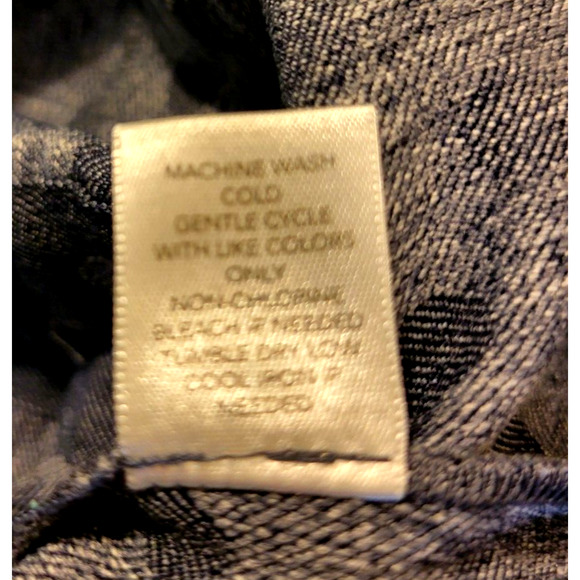 MACHINE WASH
COLD
GENTLE CYCLE
WITH LIKE COLORS
ONLY
NON-CHLORINE
BLEACH IF NEEDED
TUMBLE DRY LOW
COOL IRON IF
NEEDED